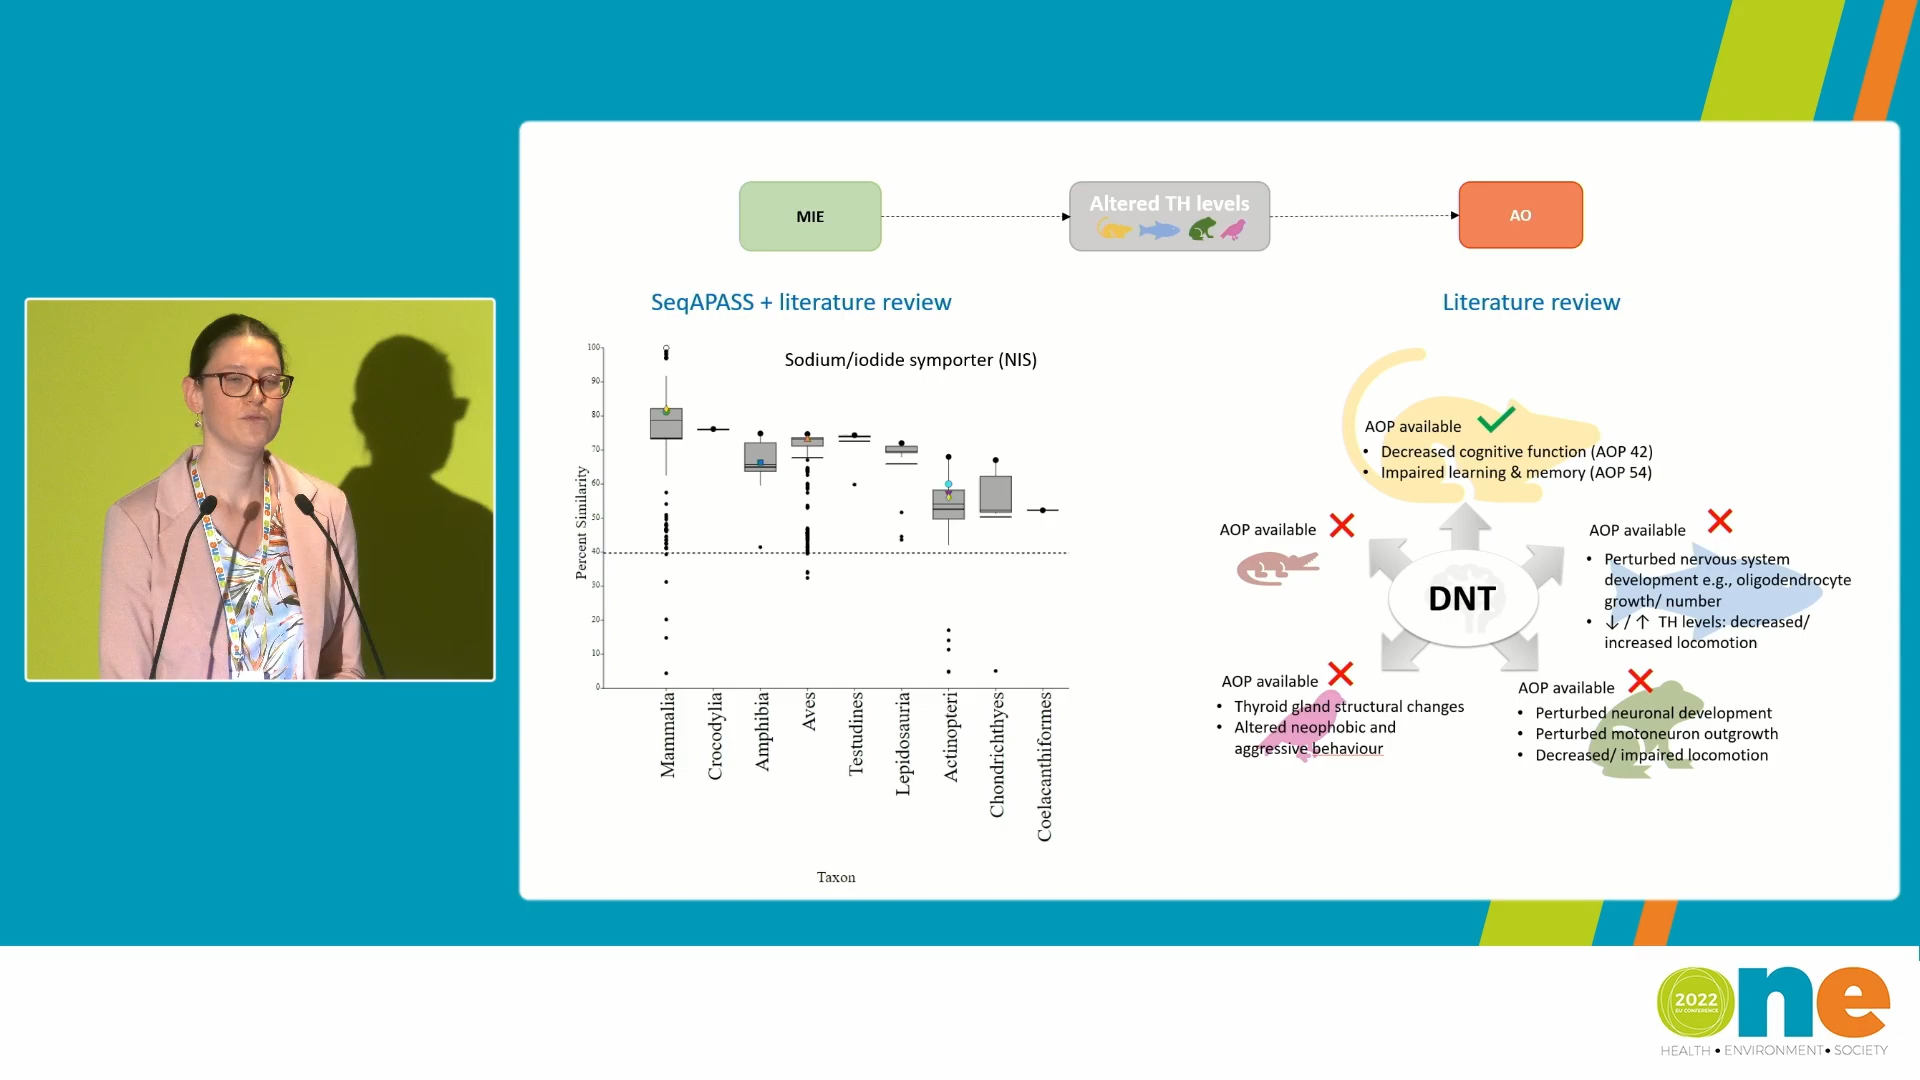 MIE
Altered TH levels
AO
SeqAPASS + literature review
Literature review
Sodium/iodide symporter (NIS)
Percent Similarity
100
90
80
70
60
50
40
30
20
10
0
Mammalia
Crocodylia
Amphibia
Aves
Testudines
Lepidosauria
Actinopteri
Chondrichthyes
Coelacanthiformes
Taxon
AOP available
• Decreased cognitive function (AOP 42)
• Impaired learning & memory (AOP 54)
AOP available
AOP available
• Perturbed nervous system
development e.g., oligodendrocyte
growth/ number
• ↓ / ↑ TH levels: decreased/
increased locomotion
DNT
AOP available
• Thyroid gland structural changes
• Altered neophobic and
aggressive behaviour
AOP available
• Perturbed neuronal development
• Perturbed motoneuron outgrowth
• Decreased/ impaired locomotion
2022
EU CONFERENCE
one
HEALTH • ENVIRONMENT • SOCIETY